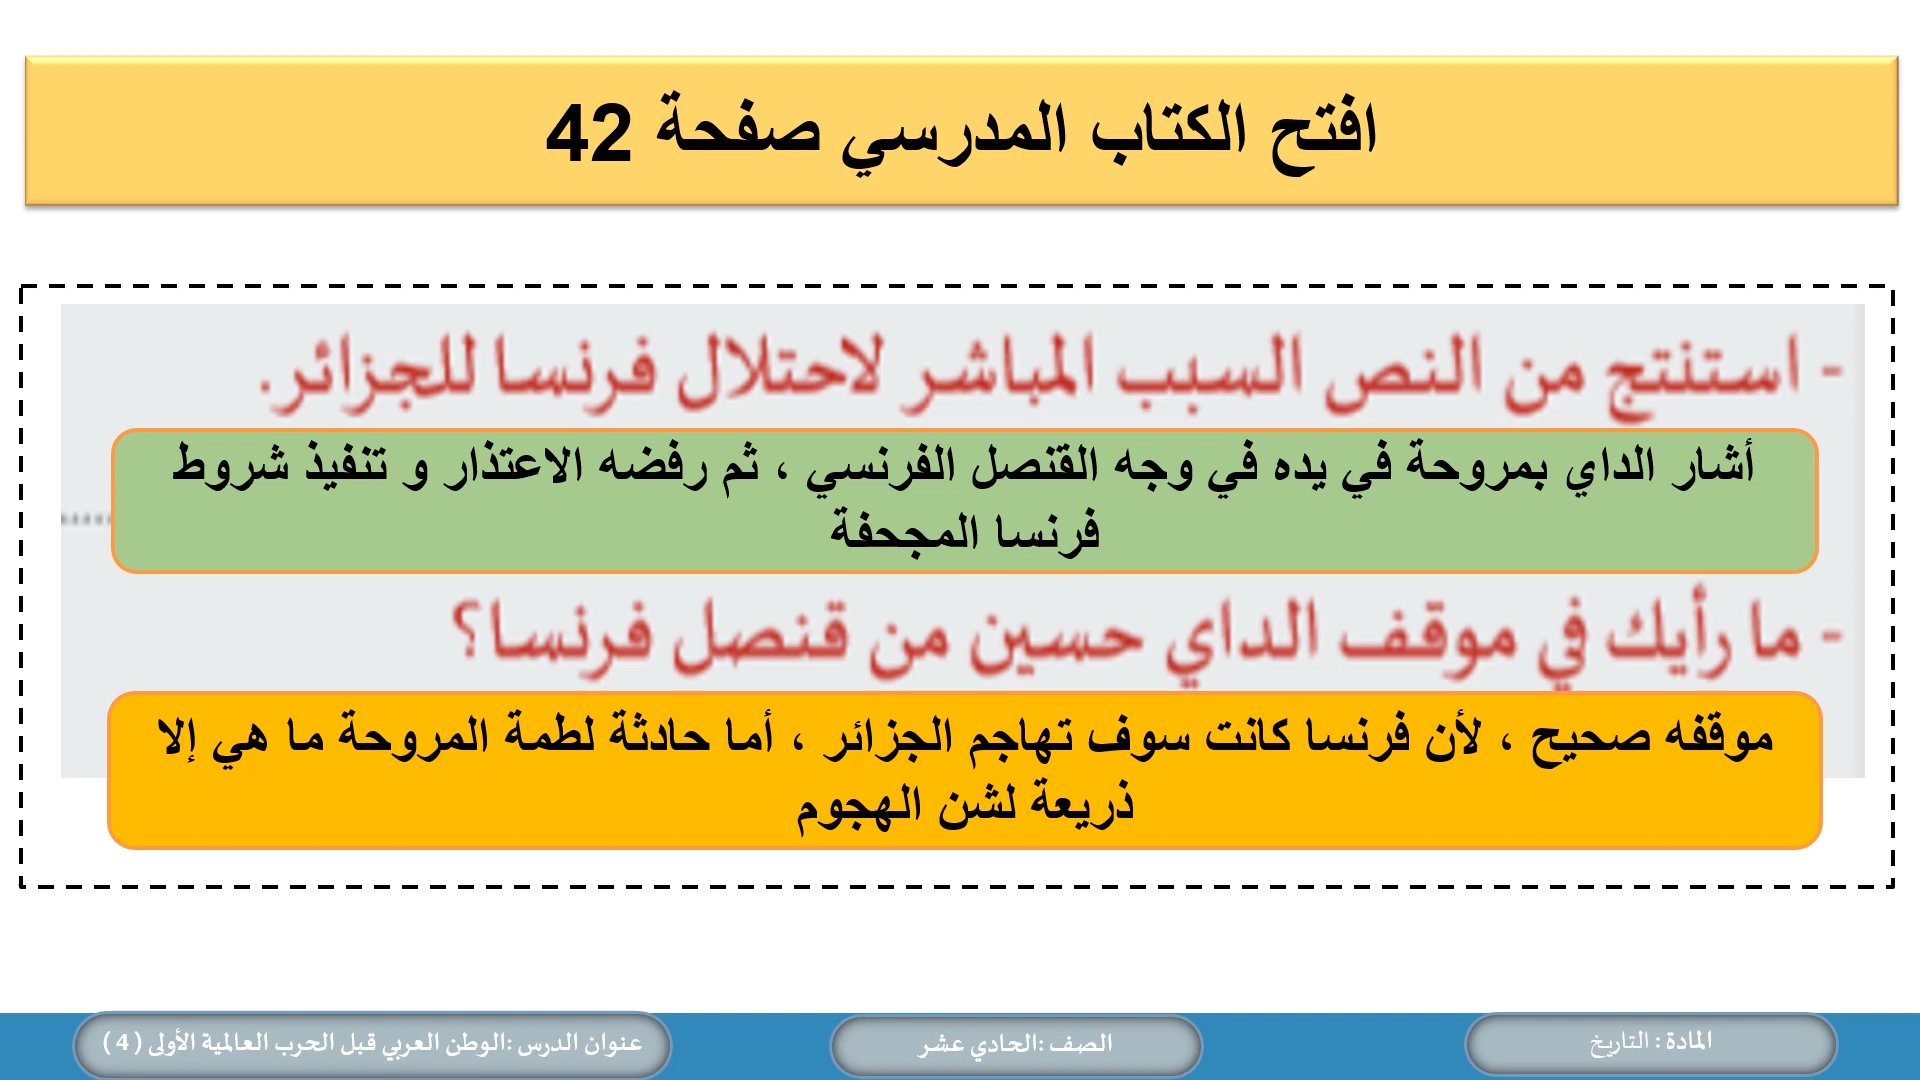 افتح الكتاب المدرسي صفحة 42
- استنتج من النص السبب المباشر لاحتلال فرنسا للجزائر.
أشار الداي بمروحة في يده في وجه القنصل الفرنسي ، ثم رفضه الاعتذار و تنفيذ شروط
فرنسا المجحفة
- ما رأيك في موقف الداي حسين من قنصل فرنسا؟
موقفه صحيح ، لأن فرنسا كانت سوف تهاجم الجزائر ، أما حادثة لطمة المروحة ما هي إلا
ذريعة لشن الهجوم
المادة : التاريخ
الصف :الحادي عشر
عنوان الدرس :الوطن العربي قبل الحرب العالمية الأولى ( 4 )